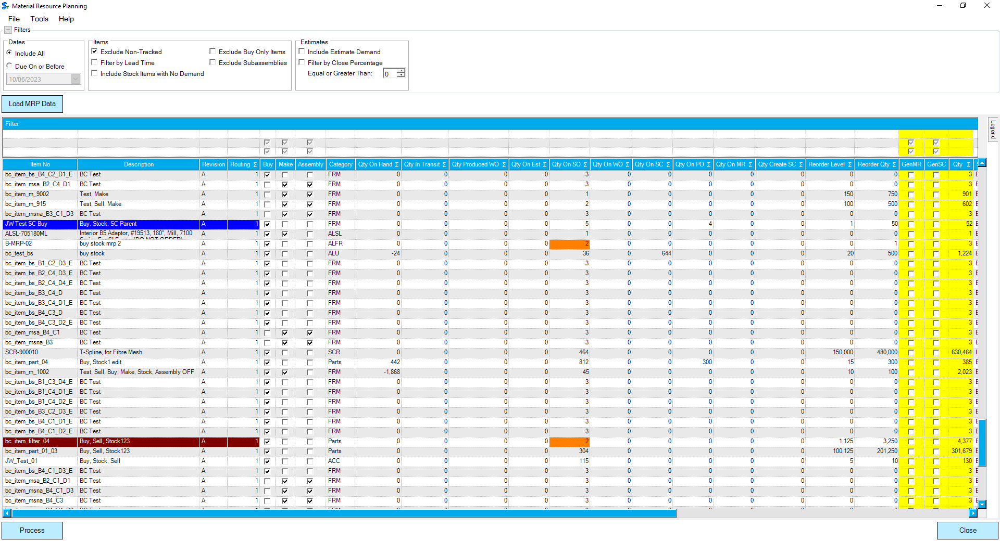 Material Resource Planning
File Tools Help
Filters
Dates
Include All
Due On or Before
10/06/2023
Items
Exclude Non-Tracked
Filter by Lead Time
Include Stock Items with No Demand
Exclude Buy Only Items
Exclude Subassemblies
Estimates
Include Estimate Demand
Filter by Close Percentage
Equal or Greater Than: 0
Load MRP Data
Legend
Filter
Item No Description Revision Routing Σ Buy Make Assembly Category Qty On Hand Σ Qty In Transit Σ Qty Produced WO Σ Qty On Est Σ Qty On SO Σ Qty On WO Σ Qty On SC Σ Qty On PO Σ Qty On MR Σ Qty Create SC Σ Reorder Level Σ Reorder Qty Σ GenMR GenSC Qty Σ
bc_item_bs_B4_C2_D1_E BC Test A 1 FRM 0 0 0 0 3 0 0 0 0 0 0 0 3
bc_item_msa_B2_C4_D1 BC Test A 1 FRM 0 0 0 0 3 0 0 0 0 0 0 0 3
bc_item_m_9002 Test, Make A 1 FRM 0 0 0 0 1 0 0 0 0 0 150 750 901
bc_item_m_915 Test, Sell, Make A 1 FRM 0 0 0 0 2 0 0 0 0 0 100 500 602
bc_item_msna_B3_C1_D3 BC Test A 1 FRM 0 0 0 0 3 0 0 0 0 0 0 0 3
JW Test SC Buy Buy, Stock, SC Parent A 1 FRM 0 0 0 0 5 0 0 4 0 0 1 50 52
ALSL-705180ML Interior B5 Adaptor, #19513, 180", Mill, 7100 A 1 ALSL 0 0 0 0 1 0 0 0 0 0 0 0 1
B-MRP-02 buy stock mrp 2 A 1 ALFR 0 0 0 0 2 0 0 0 0 0 0 1 3
bc_test_bs buy stock A 1 ALU -24 0 0 0 36 0 644 0 0 0 20 500 1,224
bc_item_bs_B1_C2_D3_E BC Test A 1 FRM 0 0 0 0 3 0 0 0 0 0 0 0 3
bc_item_bs_B2_C4_D3_E BC Test A 1 FRM 0 0 0 0 3 0 0 0 0 0 0 0 3
bc_item_bs_B2_C4_D4_E BC Test A 1 FRM 0 0 0 0 3 0 0 0 0 0 0 0 3
bc_item_bs_B3_C4_D BC Test A 1 FRM 0 0 0 0 3 0 0 0 0 0 0 0 3
bc_item_bs_B3_C4_D1_E BC Test A 1 FRM 0 0 0 0 3 0 0 0 0 0 0 0 3
bc_item_bs_B4_C3_D BC Test A 1 FRM 0 0 0 0 3 0 0 0 0 0 0 0 3
bc_item_bs_B4_C3_D2_E BC Test A 1 FRM 0 0 0 0 3 0 0 0 0 0 0 0 3
bc_item_msa_B4_C1 BC Test A 1 FRM 0 0 0 0 3 0 0 0 0 0 0 0 3
bc_item_msna_B3 BC Test A 1 FRM 0 0 0 0 3 0 0 0 0 0 0 0 3
SCR-900010 T-Spline, for Fibre Mesh A 1 SCR 0 0 0 0 464 0 0 0 0 0 150,000 480,000 630,464
bc_item_part_04 Buy, Stock1 edit A 1 Parts 442 0 0 0 812 0 0 300 0 0 15 300 385
bc_item_m_1002 Test, Sell, Buy, Make, Stock, Assembly OFF A 1 FRM -1,868 0 0 0 45 0 0 0 0 0 10 100 2,023
bc_item_bs_B1_C3_D4_E BC Test A 1 FRM 0 0 0 0 3 0 0 0 0 0 0 0 3
bc_item_bs_B1_C4_D1_E BC Test A 1 FRM 0 0 0 0 3 0 0 0 0 0 0 0 3
bc_item_bs_B1_C4_D2_E BC Test A 1 FRM 0 0 0 0 3 0 0 0 0 0 0 0 3
bc_item_bs_B3_C2_D3_E BC Test A 1 FRM 0 0 0 0 3 0 0 0 0 0 0 0 3
bc_item_bs_B4_C1_D1_E BC Test A 1 FRM 0 0 0 0 3 0 0 0 0 0 0 0 3
bc_item_bs_B4_C1_D2_E BC Test A 1 FRM 0 0 0 0 3 0 0 0 0 0 0 0 3
bc_item_filter_04 Buy, Sell, Stock123 A 1 Parts 0 0 0 0 2 0 0 0 0 0 1,125 3,250 4,377
bc_item_part_01_03 Buy, Sell, Stock123 A 1 Parts 0 0 0 0 304 0 0 0 0 0 100,125 201,250 301,679
JW_Test_01 Buy, Stock, Sell A 1 ACC 0 0 0 0 115 0 0 0 0 0 5 10 130
bc_item_bs_B4_C1_D3_E BC Test A 1 FRM 0 0 0 0 3 0 0 0 0 0 0 0 3
bc_item_msa_B2_C1_D1 BC Test A 1 FRM 0 0 0 0 3 0 0 0 0 0 0 0 3
bc_item_msna_B4_C1_D3 BC Test A 1 FRM 0 0 0 0 3 0 0 0 0 0 0 0 3
bc_item_msna_B4_C3 BC Test A 1 FRM 0 0 0 0 3 0 0 0 0 0 0 0 3
Process
Close